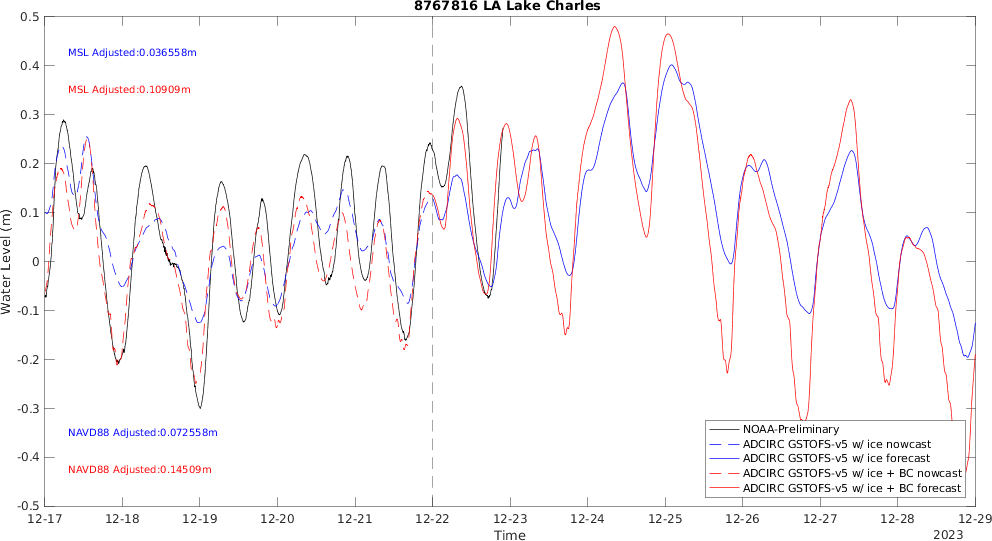 8767816 LA Lake Charles
0.5
0.4
0.3
0.2
0.1
0
-0.1
-0.2
-0.3
-0.4
-0.5
Water Level (m)
MSL Adjusted:0.036558m
MSL Adjusted:0.10909m
NAVD88 Adjusted:0.072558m
NAVD88 Adjusted:0.14509m
NOAA-Preliminary
ADCIRC GSTOFS-v5 w/ ice nowcast
ADCIRC GSTOFS-v5 w/ ice forecast
ADCIRC GSTOFS-v5 w/ ice + BC nowcast
ADCIRC GSTOFS-v5 w/ ice + BC forecast
12-17 12-18 12-19 12-20 12-21 12-22 12-23 12-24 12-25 12-26 12-27 12-28 12-29
Time
2023